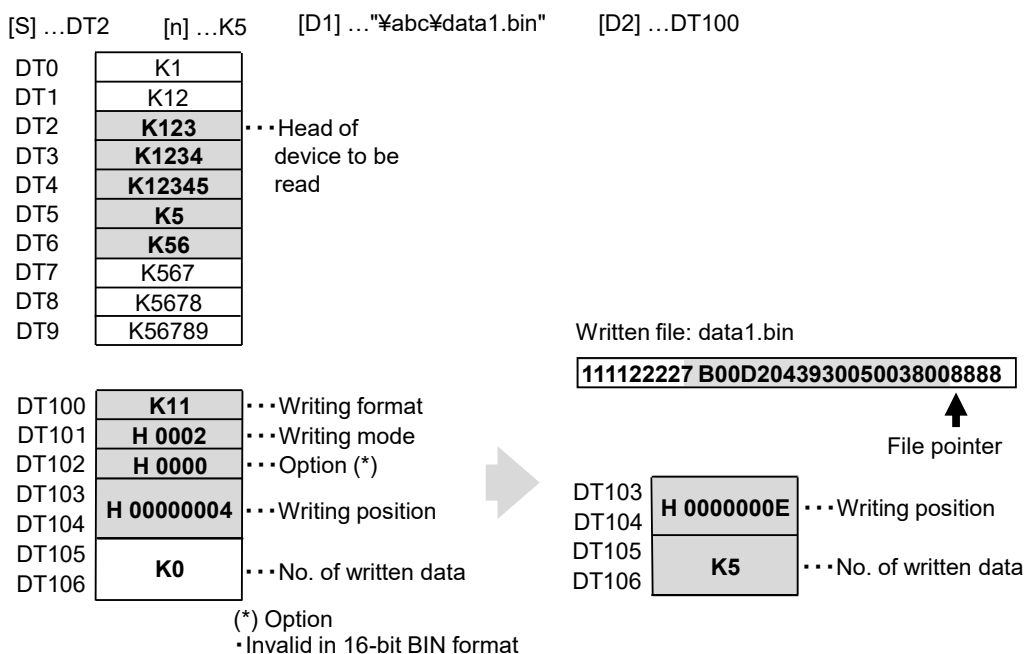 [S] …DT2 [n] …K5 [D1] …"¥abc¥data1.bin" [D2] …DT100
DT0 K1
DT1 K12
DT2 K123 ･･･Head of
DT3 K1234 device to be
DT4 K12345 read
DT5 K5
DT6 K56
DT7 K567
DT8 K5678
DT9 K56789
Written file: data1.bin
111122227 B00D2043930050038008888
File pointer
DT100 K11 ･･･Writing format
DT101 H 0002 ･･･Writing mode
DT102 H 0000 ･･･Option (*)
DT103
DT104
H 00000004 ･･･Writing position
DT105
DT106
K0 ･･･No. of written data
DT103
DT104
H 0000000E ･･･Writing position
DT105
DT106
K5 ･･･No. of written data
(*) Option
･Invalid in 16-bit BIN format